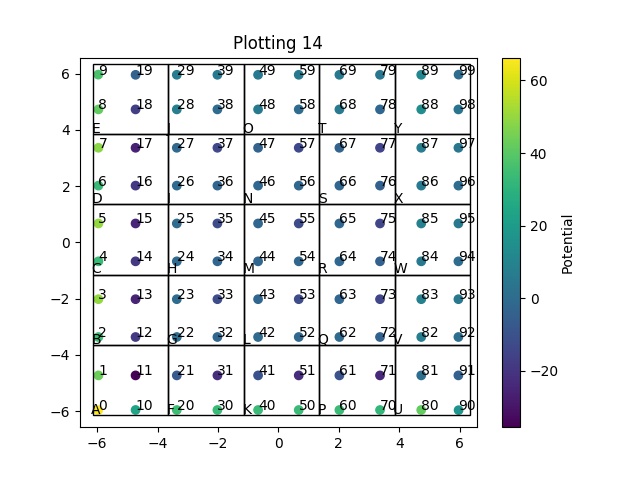 Plotting 14
9 19 29 39 49 59 69 79 89 99
8 18 28 38 48 58 68 78 88 98
E J O T Y
7 17 27 37 47 57 67 77 87 97
6 16 26 36 46 56 66 76 86 96
D I N S X
5 15 25 35 45 55 65 75 85 95
4 14 24 34 44 54 64 74 84 94
C H M R W
3 13 23 33 43 53 63 73 83 93
2 12 22 32 42 52 62 72 82 92
B G L Q V
1 11 21 31 41 51 61 71 81 91
A 0 10 F 20 30 K 40 50 P 60 70 U 80 90
6
4
2
0
−2
−4
−6
−6 −4 −2 0 2 4 6
60
40
20
0
−20
Potential